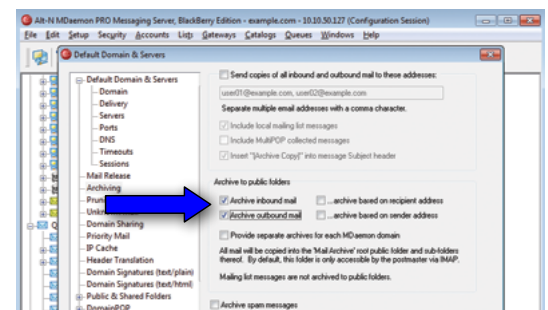 Alt-N MDaemon PRO Messaging Server, BlackBerry Edition - example.com - 10.10.50.127 (Configuration Session)
File Edit Setup Security Accounts Lists Gateways Catalogs Queues Windows Help
Default Domain & Servers
Default Domain & Servers
Domain
Delivery
Servers
Ports
DNS
Timeouts
Sessions
Mail Release
Archiving
Domain Sharing
Priority Mail
IP Cache
Header Translation
Domain Signatures (text/plain)
Domain Signatures (text/html)
Public & Shared Folders
DomainPOP
Send copies of all inbound and outbound mail to these addresses:
user01@example.com, user02@example.com
Separate multiple email addresses with a comma character.
Include local mailing list messages
Include MultiPOP collected messages
Insert "[Archive Copy]" into message Subject header
Archive to public folders
Archive inbound mail ...archive based on recipient address
Archive outbound mail ...archive based on sender address
Provide separate archives for each MDaemon domain
All mail will be copied into the 'Mail Archive' root public folder and sub-folders
thereof. By default, this folder is only accessible by the postmaster via IMAP.
Mailing list messages are not archived to public folders.
Archive spam messages